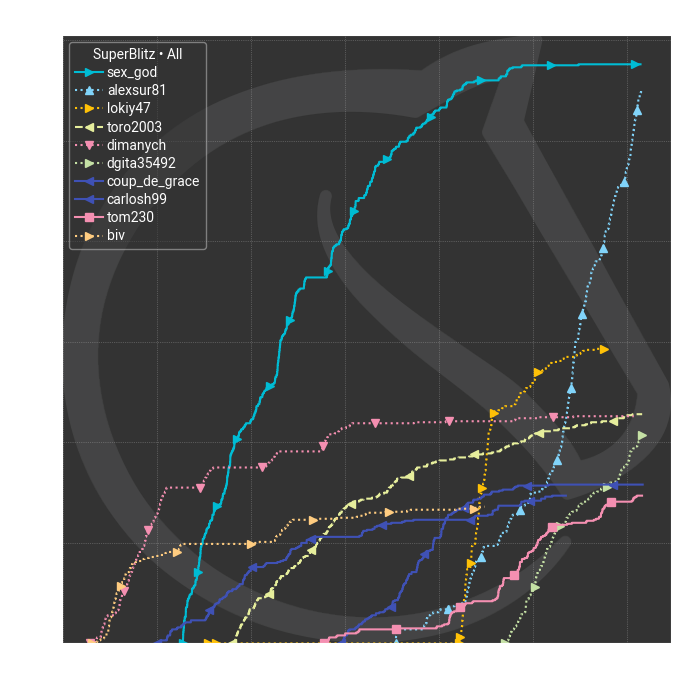 SuperBlitz • All
sex_god
alexsur81
lokiy47
toro2003
dimanych
dgita35492
coup_de_grace
carlosh99
tom230
biv